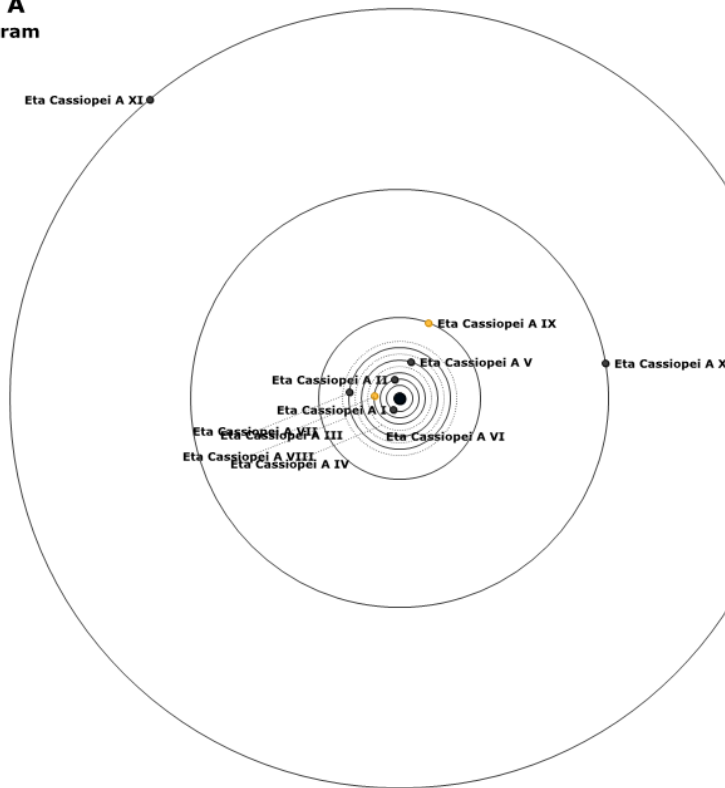 A
ram
Eta Cassiopei A XI
Eta Cassiopei A IX
Eta Cassiopei A V
Eta Cassiopei A X
Eta Cassiopei A II
Eta Cassiopei A I
Eta Cassiopei A VII
Eta Cassiopei A III
Eta Cassiopei A VI
Eta Cassiopei A VIII
Eta Cassiopei A IV